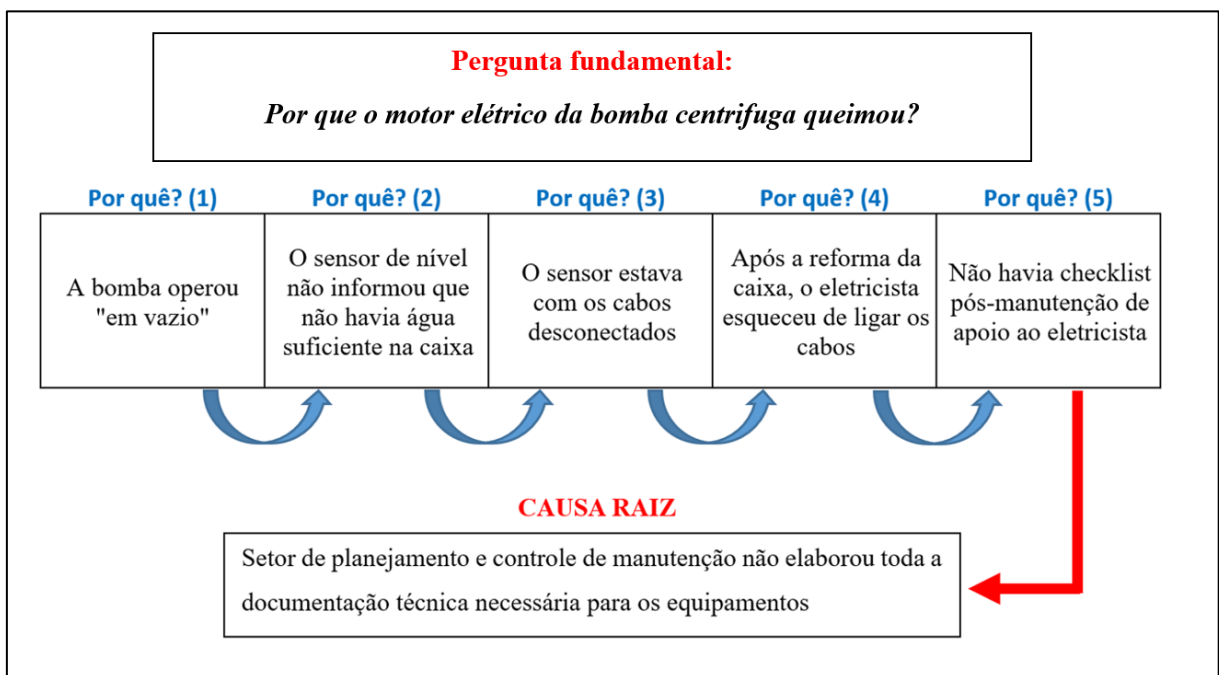 Pergunta fundamental:
Por que o motor elétrico da bomba centrifuga queimou?
Por quê? (1)
Por quê? (2)
Por quê? (3)
Por quê? (4)
Por quê? (5)
A bomba operou
"em vazio"
O sensor de nível
não informou que
não havia água
suficiente na caixa
O sensor estava
com os cabos
desconectados
Após a reforma da
caixa, o eletricista
esqueceu de ligar os
cabos
Não havia checklist
pós-manutenção de
apoio ao eletricista
CAUSA RAIZ
Setor de planejamento e controle de manutenção não elaborou toda a
documentação técnica necessária para os equipamentos